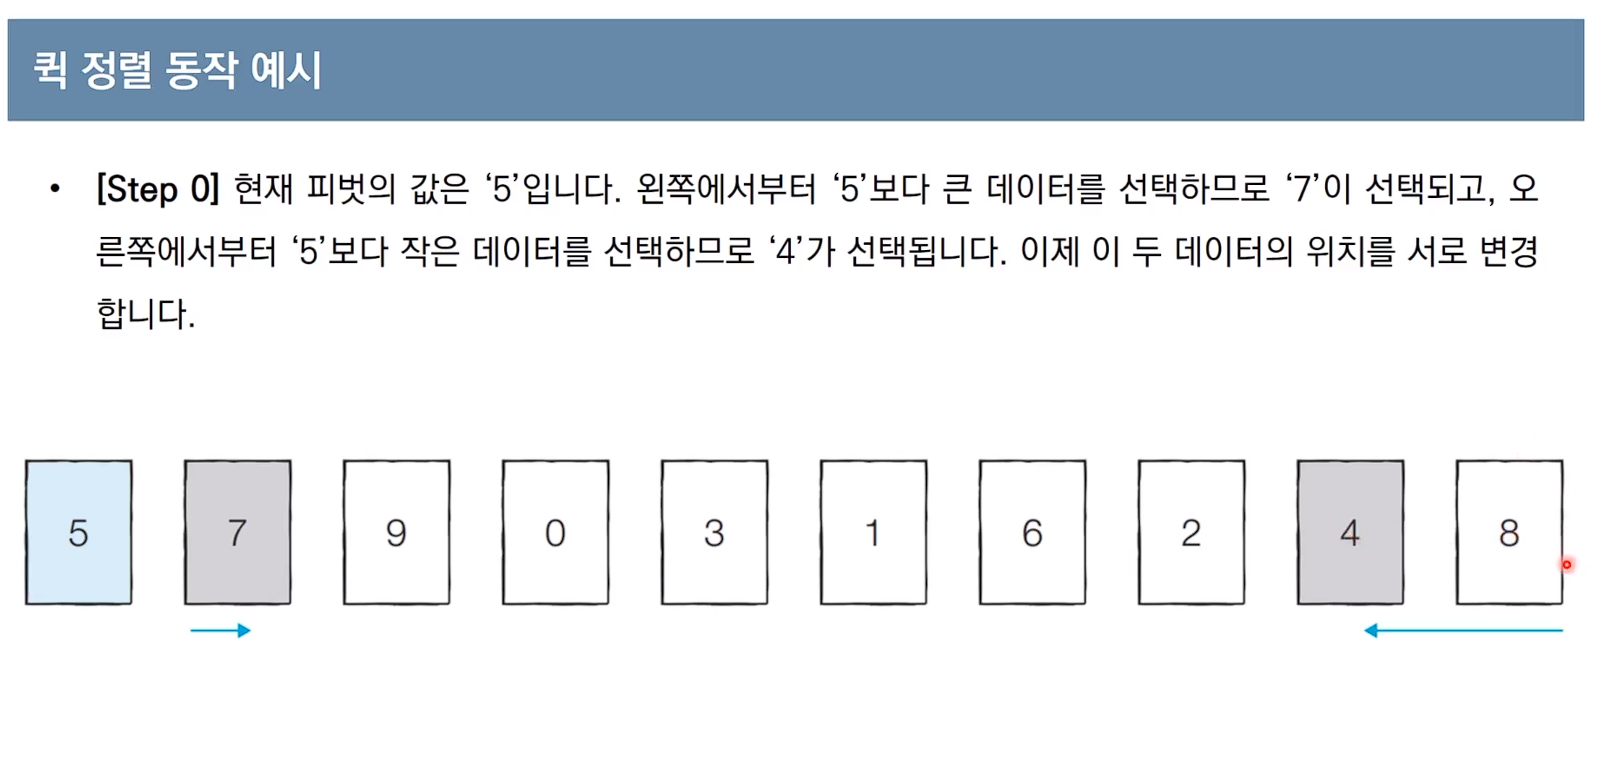 퀵 정렬 동작 예시
• [Step 0] 현재 피벗의 값은 ‘5’입니다. 왼쪽에서부터 ‘5’보다 큰 데이터를 선택하므로 ‘7’이 선택되고, 오
른쪽에서부터 ‘5’보다 작은 데이터를 선택하므로 ‘4’가 선택됩니다. 이제 이 두 데이터의 위치를 서로 변경
합니다.
5 7 9 0 3 1 6 2 4 8